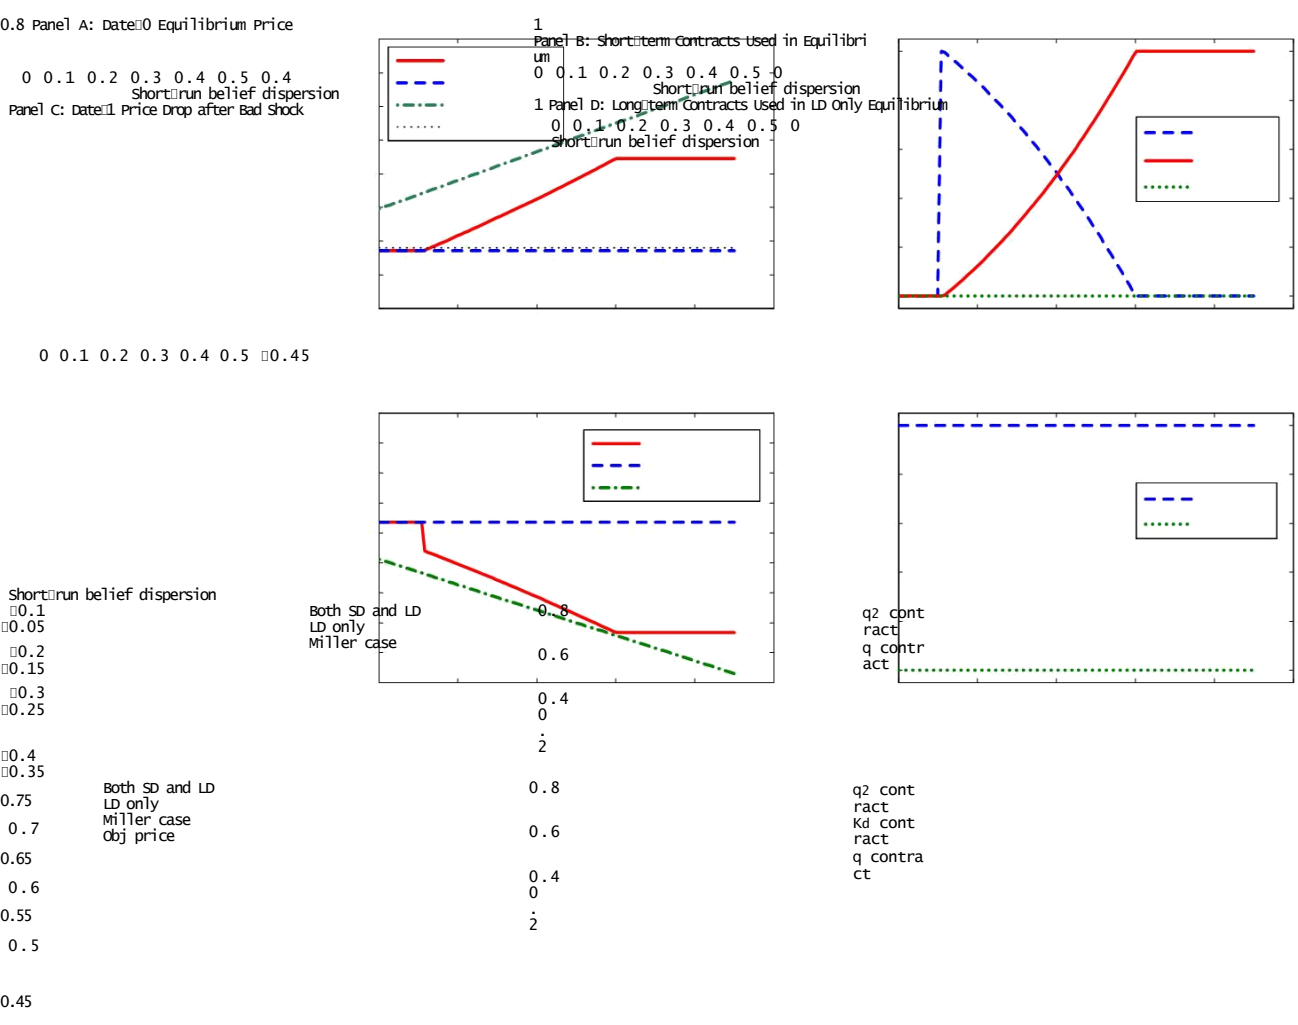 0.8 Panel A: Date▯0 Equilibrium Price
1
Panel B: Short▯term Contracts Used in Equilibri
um
0 0.1 0.2 0.3 0.4 0.5 0.4
Short▯run belief dispersion
Panel C: Date▯1 Price Drop after Bad Shock
0 0.1 0.2 0.3 0.4 0.5 0
Short▯run belief dispersion
1 Panel D: Long▯term Contracts Used in LD Only Equilibrium
0 0.1 0.2 0.3 0.4 0.5 0
Short▯run belief dispersion
0 0.1 0.2 0.3 0.4 0.5 ▯0.45
Short▯run belief dispersion
▯0.1
▯0.05
▯0.2
▯0.15
▯0.3
▯0.25
▯0.4
▯0.35
Both SD and LD
LD only
Miller case
0.8
0.6
0.4
0
.
2
q2 cont
ract
q contr
act
0.75
0.7
0.65
0.6
0.55
0.5
0.45
Both SD and LD
LD only
Miller case
Obj price
0.8
0.6
0.4
0
.
2
q2 cont
ract
Kd cont
ract
q contra
ct